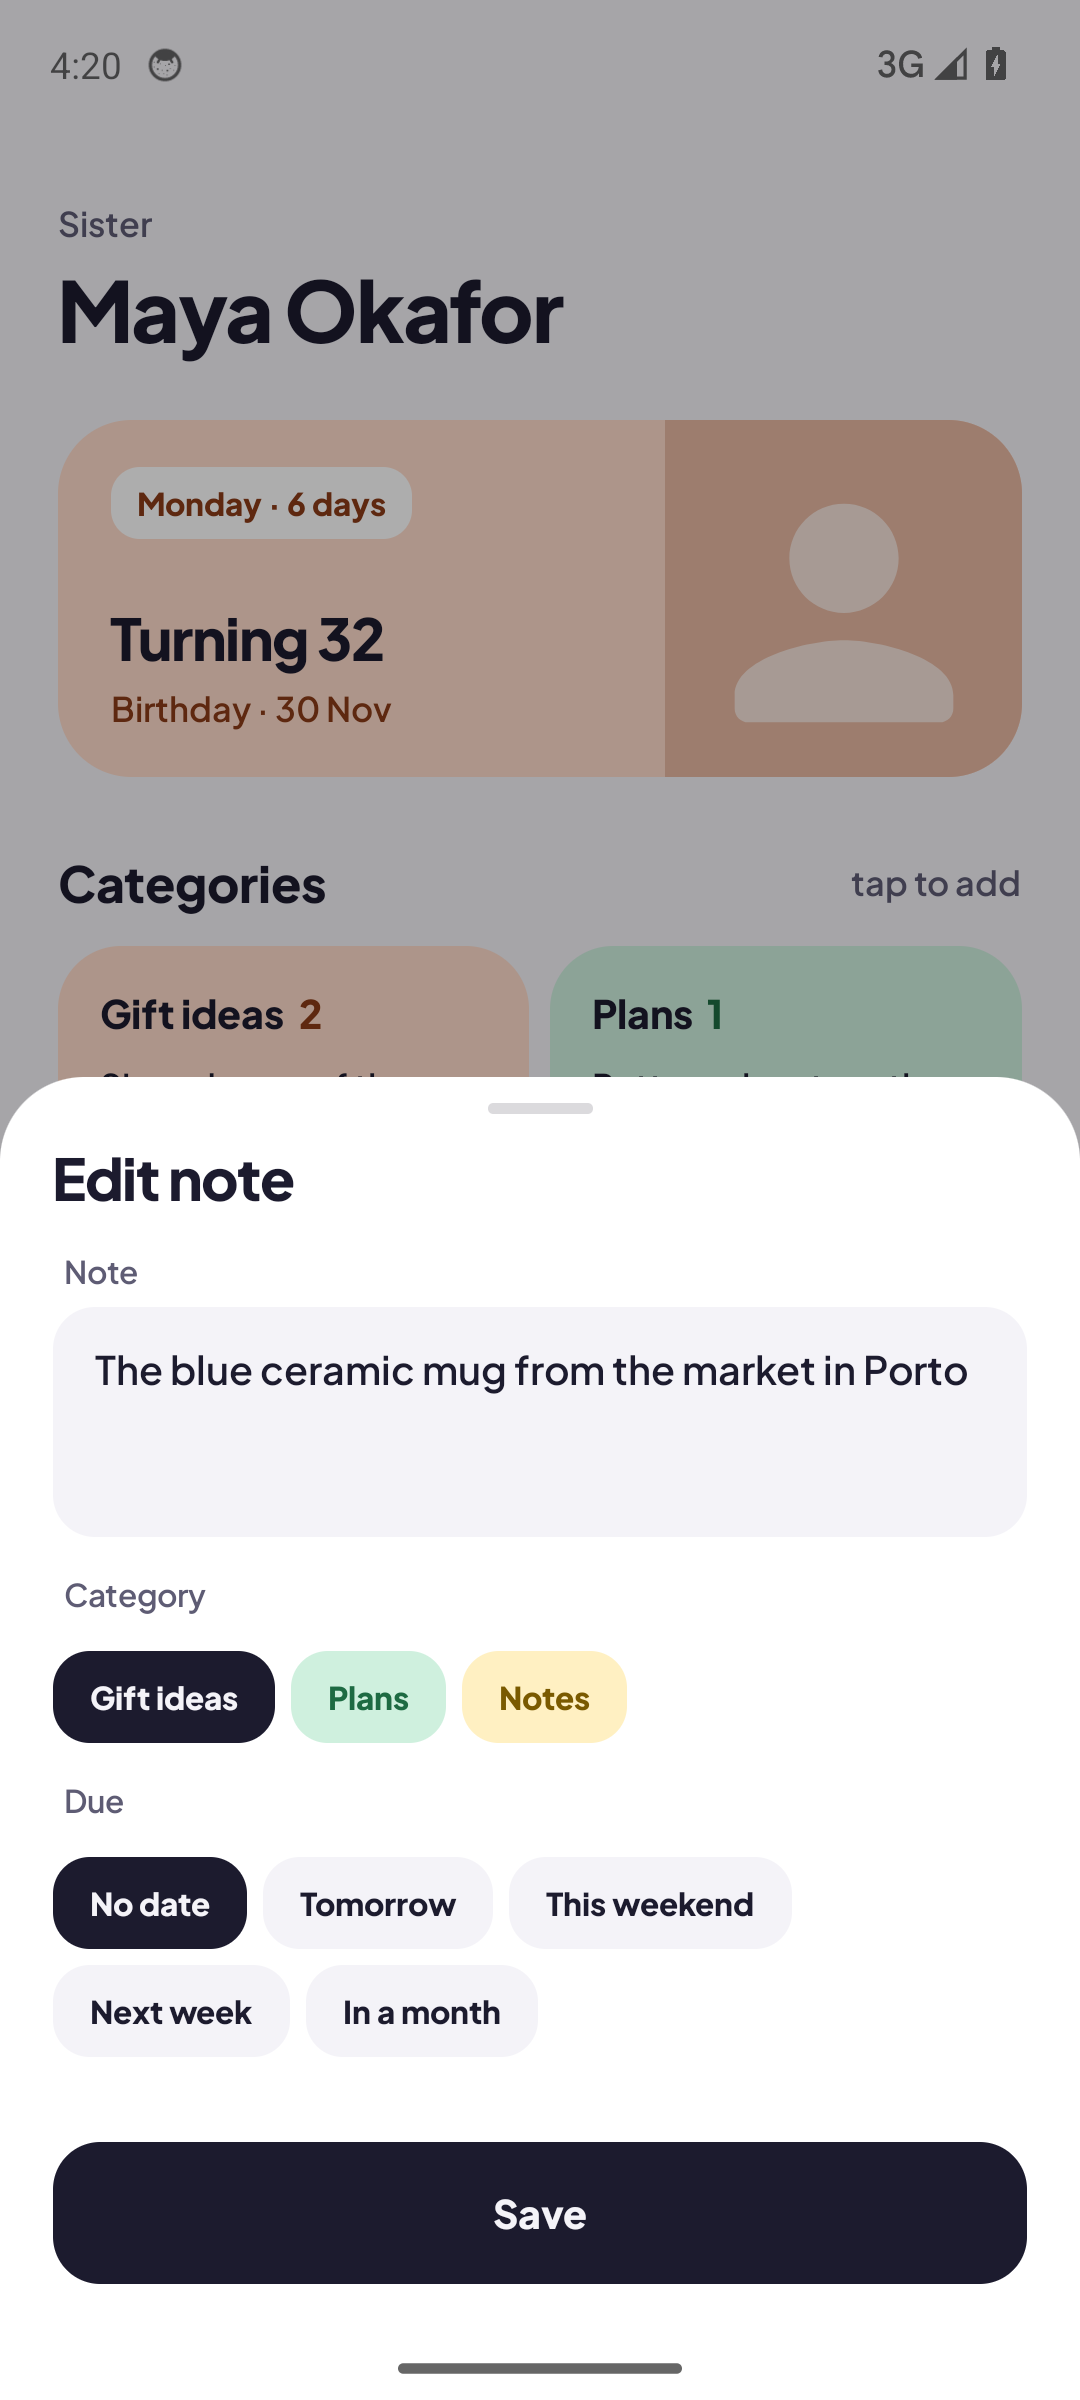 4:20
3G
Sister
Maya Okafor
Monday · 6 days
Turning 32
Birthday · 30 Nov
Categories
tap to add
Gift ideas 2
Plans 1
Edit note
Note
The blue ceramic mug from the market in Porto
Category
Gift ideas
Plans
Notes
Due
No date
Tomorrow
This weekend
Next week
In a month
Save